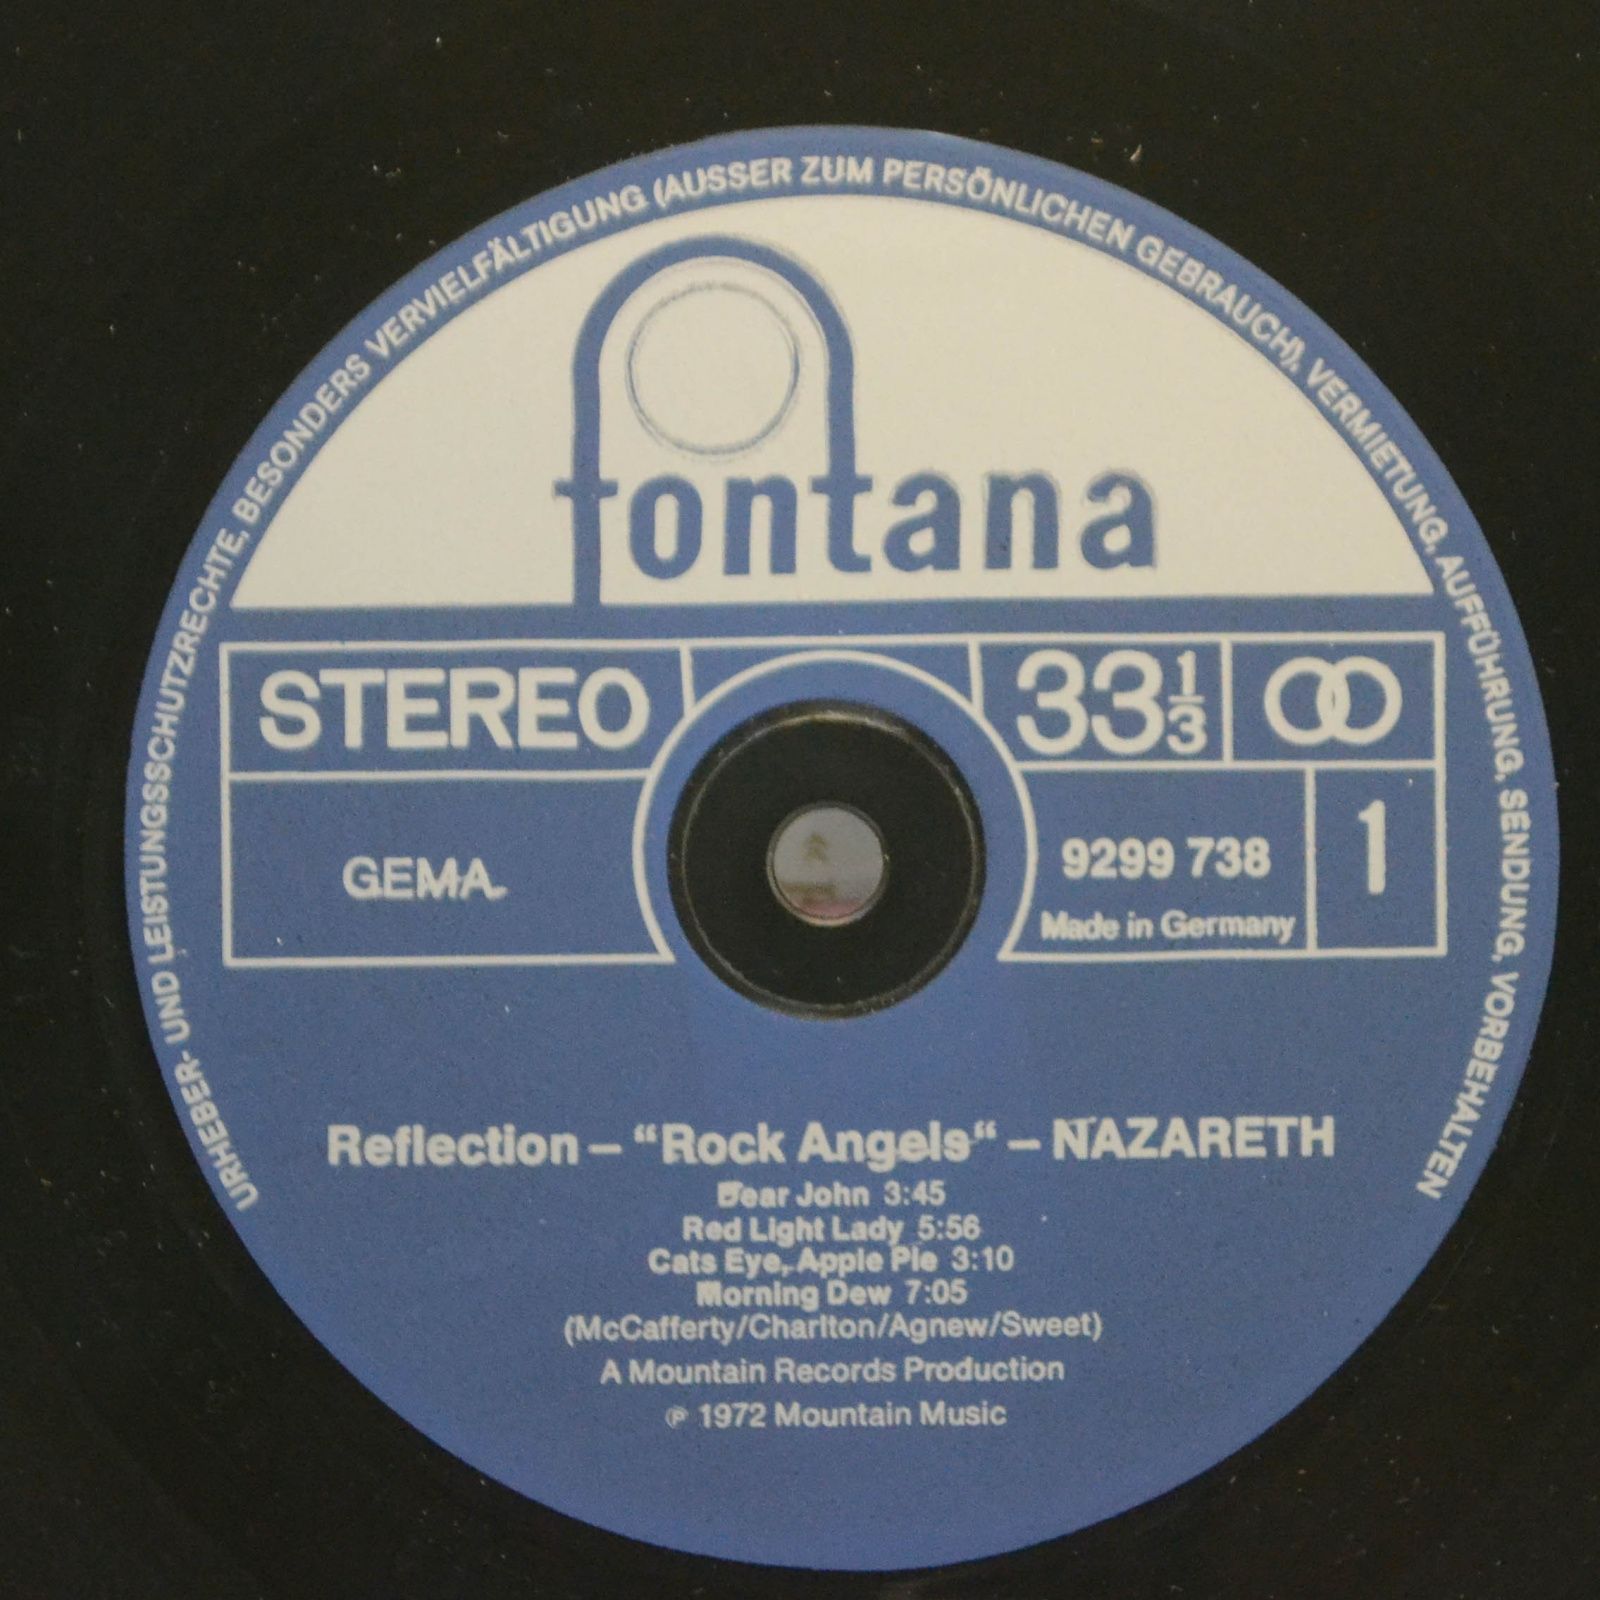 URHEBER- UND LEISTUNGSSCHUTZRECHTE, BESONDERS VERVIELFÄLTIGUNG (AUSSER ZUM PERSÖNLICHEN GEBRAUCH), VERMIETUNG, AUFFÜHRUNG, SENDUNG, VORBEHALTEN
fontana
STEREO
33 1/3
GEMA
9299 738
1
Made in Germany
Reflection – “Rock Angels“ – NAZARETH
Dear John 3:45
Red Light Lady 5:56
Cats Eye, Apple Pie 3:10
Morning Dew 7:05
(McCafferty/Charlton/Agnew/Sweet)
A Mountain Records Production
℗ 1972 Mountain Music